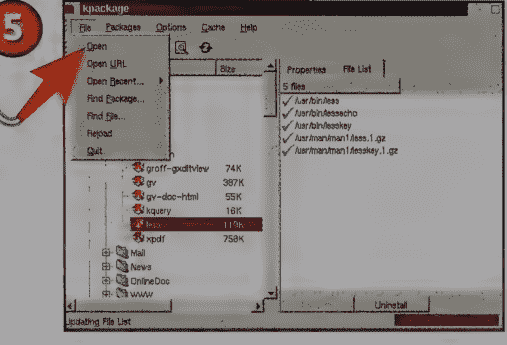 5
kpackage
File Packages Options Cache Help
Open
Open URL
Open Recent...
Find Package...
Find File...
Reload
Quit
Size
groff-gxditview 74K
gv 387K
gv-doc-html 55K
kquery 16K
less 110K
xpdf 750K
Mail
News
OnlineDoc
WWW
Properties File List
5 files
/usr/bin/less
/usr/bin/lessecho
/usr/bin/lesskey
/usr/man/man1/less.1.gz
/usr/man/man1/lesskey.1.gz
Uninstall
Updating File List